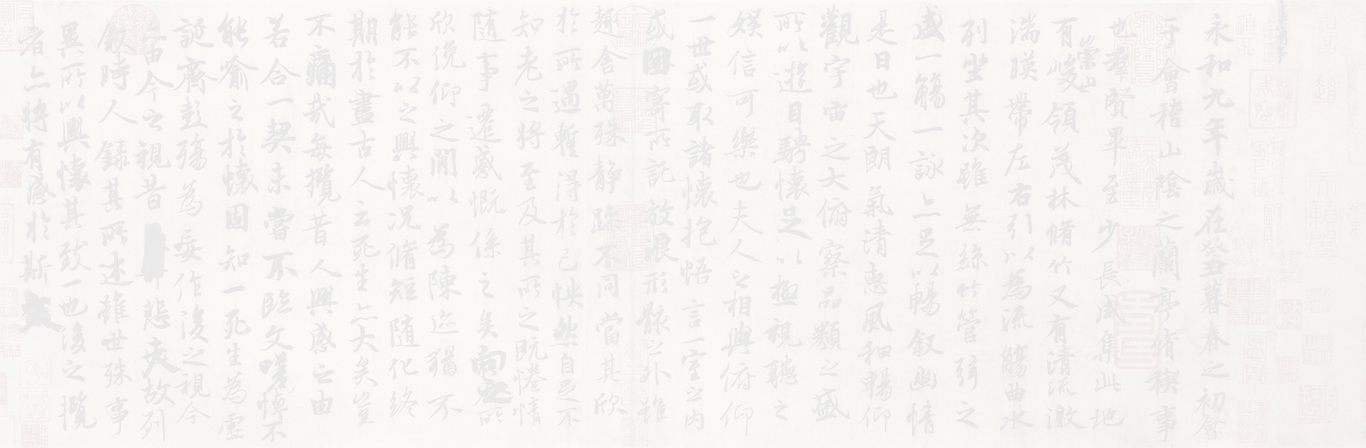 永和九年歲在癸丑暮春之初會
于會稽山陰之蘭亭脩稧事
也羣賢畢至少長咸集此地
有崇山峻領茂林脩竹又有清流激
湍暎帶左右引以為流觴曲水
列坐其次雖無絲竹管弦之
盛一觴一詠亦足以暢叙幽情
是日也天朗氣清惠風和暢仰
觀宇宙之大俯察品類之盛
所以遊目騁懷足以極視聽之
娛信可樂也夫人之相與俯仰
一世或取諸懷抱悟言一室之內
或因寄所託放浪形骸之外雖
趣舍萬殊靜躁不同當其欣
於所遇暫得於己怏然自足不
知老之將至及其所之既惓情
隨事遷感慨係之矣向之所
欣俛仰之閒以為陳迹猶不
能不以之興懷況脩短隨化終
期於盡古人云死生亦大矣豈
不痛哉每攬昔人興感之由
若合一契未嘗不臨文嗟悼不
能喻之於懷固知一死生為虛
誕齊彭殤為妄作後之視今
亦由今之視昔悲夫故列
敘時人錄其所述雖世殊事
異所以興懷其致一也後之攬
者亦將有感於斯文